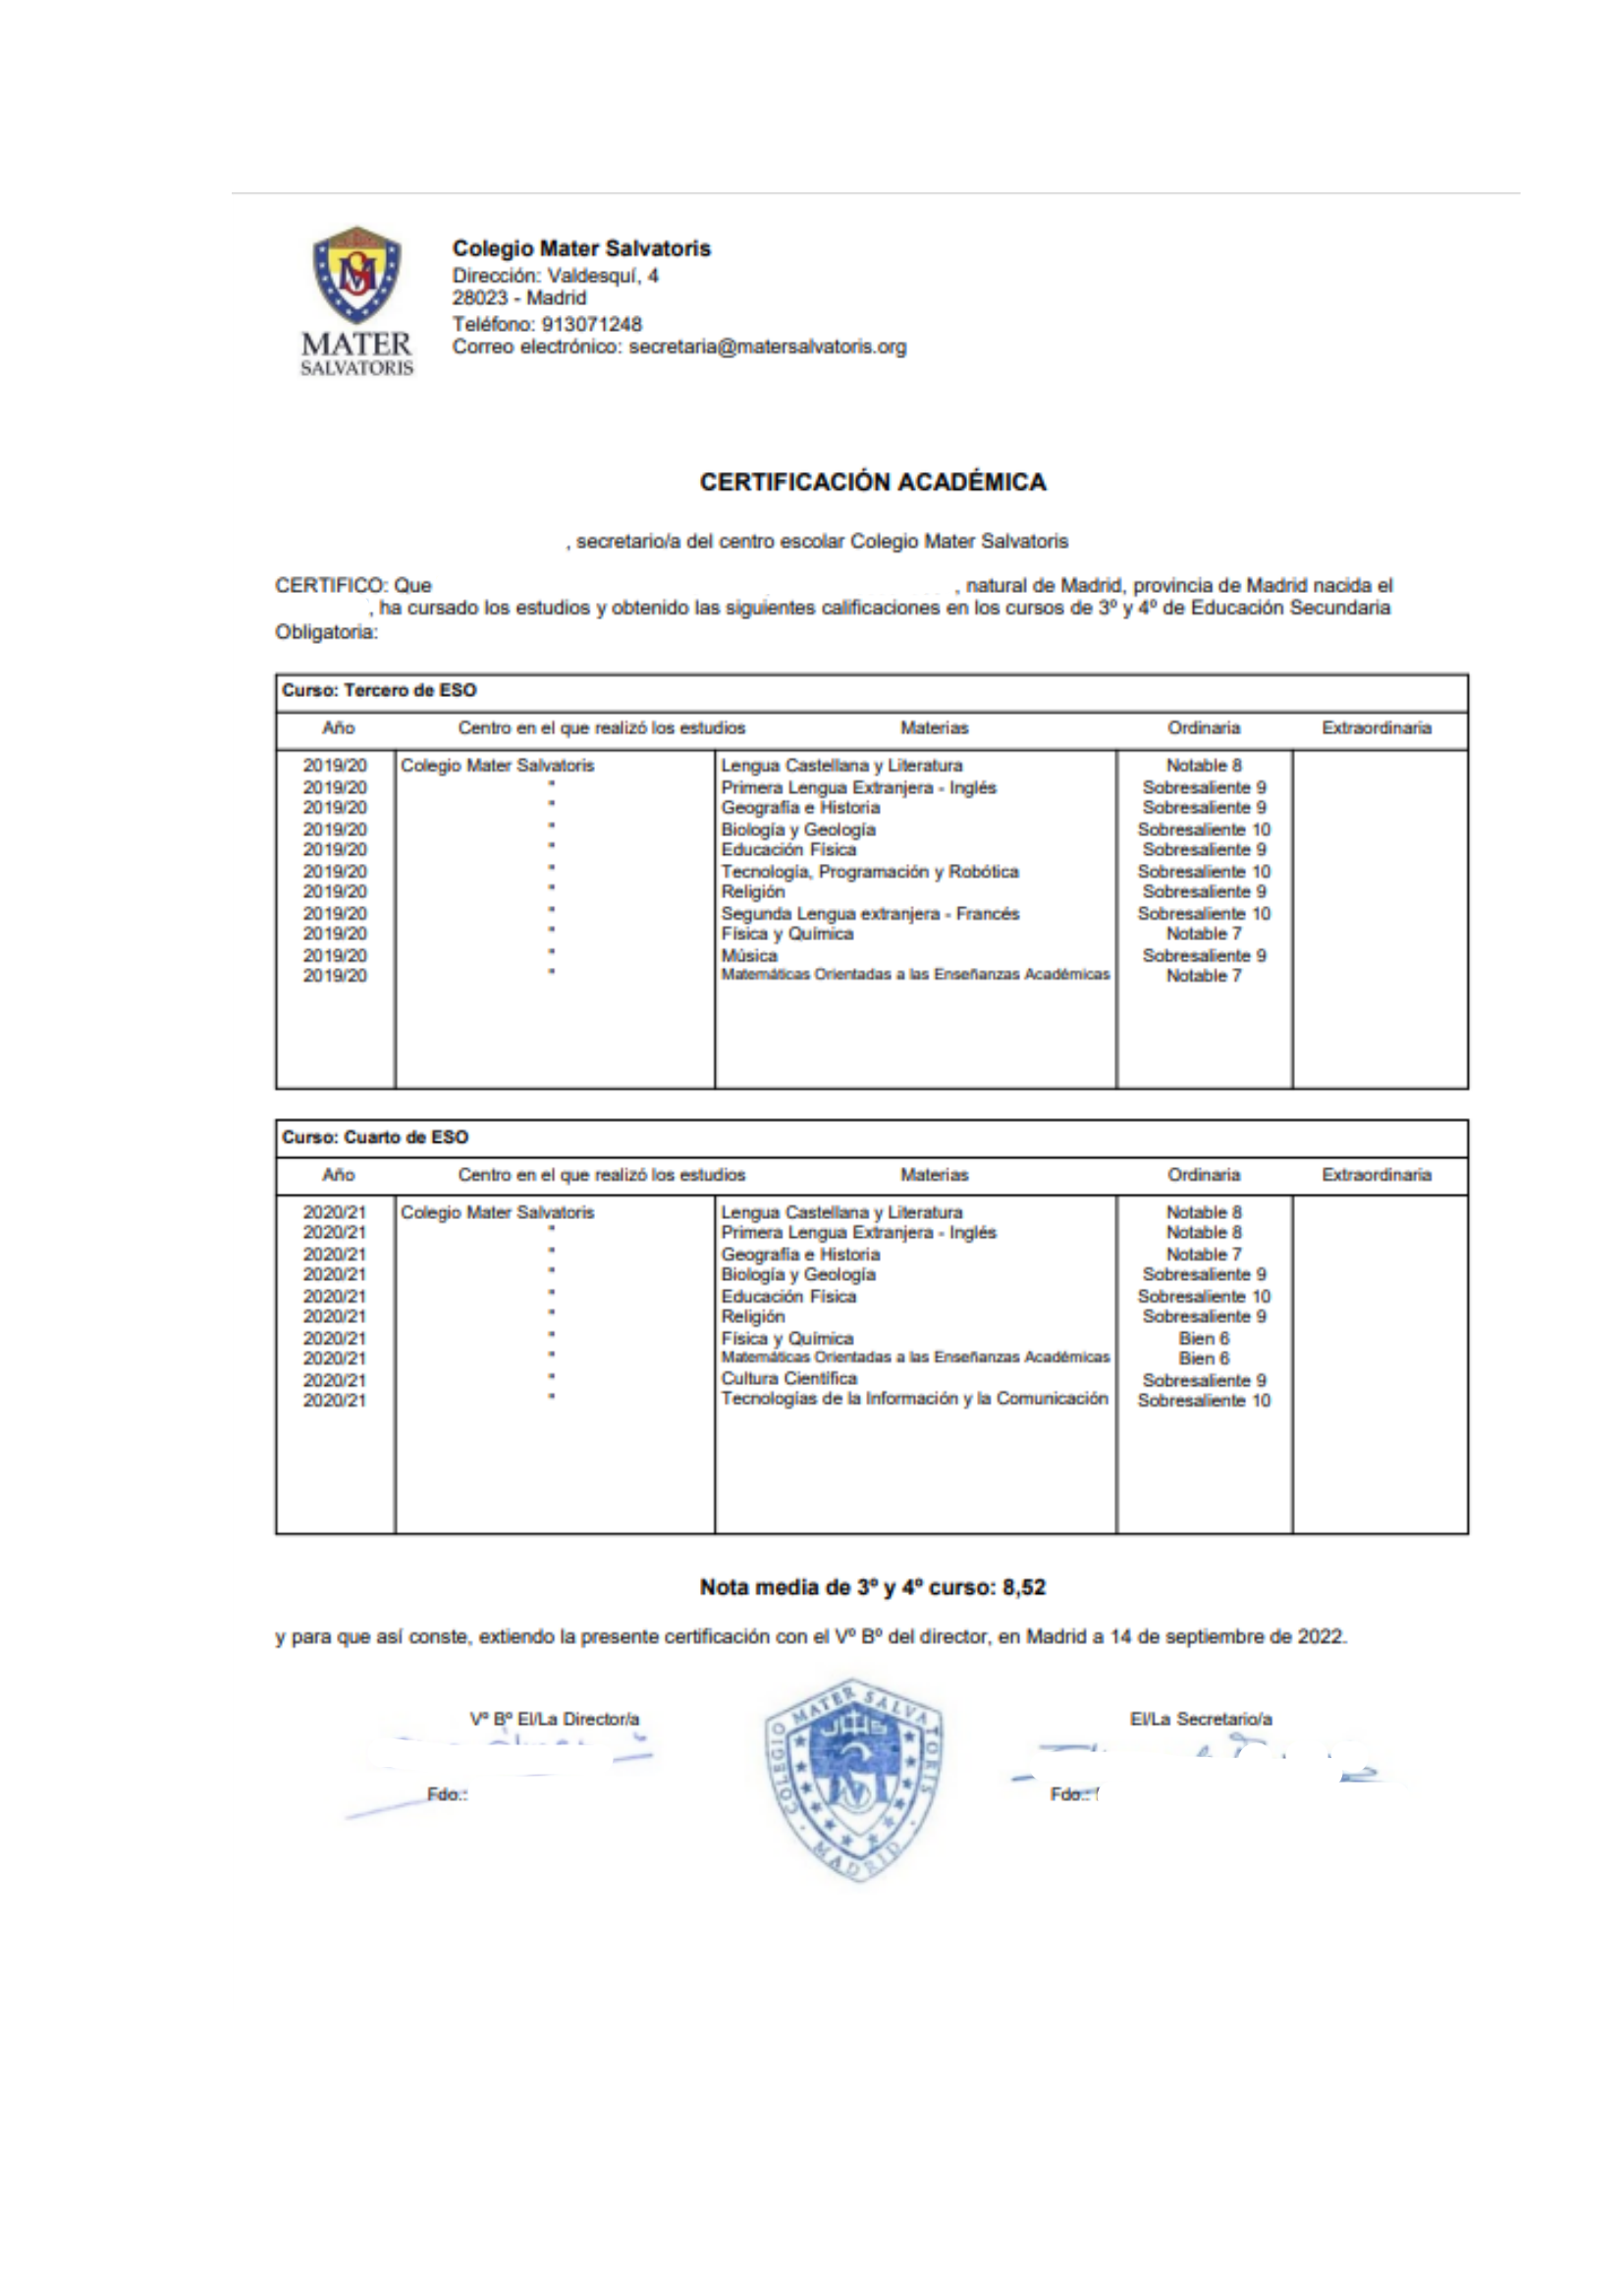 MATER
SALVATORIS
Colegio Mater Salvatoris
Dirección: Valdesquí, 4
28023 - Madrid
Teléfono: 913071248
Correo electrónico: secretaria@matersalvatoris.org
CERTIFICACIÓN ACADÉMICA
, secretario/a del centro escolar Colegio Mater Salvatoris
CERTIFICO: Que , natural de Madrid, provincia de Madrid nacida el
, ha cursado los estudios y obtenido las siguientes calificaciones en los cursos de 3º y 4º de Educación Secundaria
Obligatoria:
Curso: Tercero de ESO
Año Centro en el que realizó los estudios Materias Ordinaria Extraordinaria
2019/20 Colegio Mater Salvatoris Lengua Castellana y Literatura Notable 8
2019/20 " Primera Lengua Extranjera - Inglés Sobresaliente 9
2019/20 " Geografía e Historia Sobresaliente 9
2019/20 " Biología y Geología Sobresaliente 10
2019/20 " Educación Física Sobresaliente 9
2019/20 " Tecnología, Programación y Robótica Sobresaliente 10
2019/20 " Religión Sobresaliente 9
2019/20 " Segunda Lengua extranjera - Francés Sobresaliente 10
2019/20 " Física y Química Notable 7
2019/20 " Música Sobresaliente 9
2019/20 " Matemáticas Orientadas a las Enseñanzas Académicas Notable 7
Curso: Cuarto de ESO
Año Centro en el que realizó los estudios Materias Ordinaria Extraordinaria
2020/21 Colegio Mater Salvatoris Lengua Castellana y Literatura Notable 8
2020/21 " Primera Lengua Extranjera - Inglés Notable 8
2020/21 " Geografía e Historia Notable 7
2020/21 " Biología y Geología Sobresaliente 9
2020/21 " Educación Física Sobresaliente 10
2020/21 " Religión Sobresaliente 9
2020/21 " Física y Química Bien 6
2020/21 " Matemáticas Orientadas a las Enseñanzas Académicas Bien 6
2020/21 " Cultura Científica Sobresaliente 9
2020/21 " Tecnologías de la Información y la Comunicación Sobresaliente 10
Nota media de 3º y 4º curso: 8,52
y para que así conste, extiendo la presente certificación con el Vº Bº del director, en Madrid a 14 de septiembre de 2022.
Vº Bº El/La Director/a
El/La Secretario/a
COLEGIO MATER SALVATORIS · MADRID ·
Fdo.:
Fdo.: